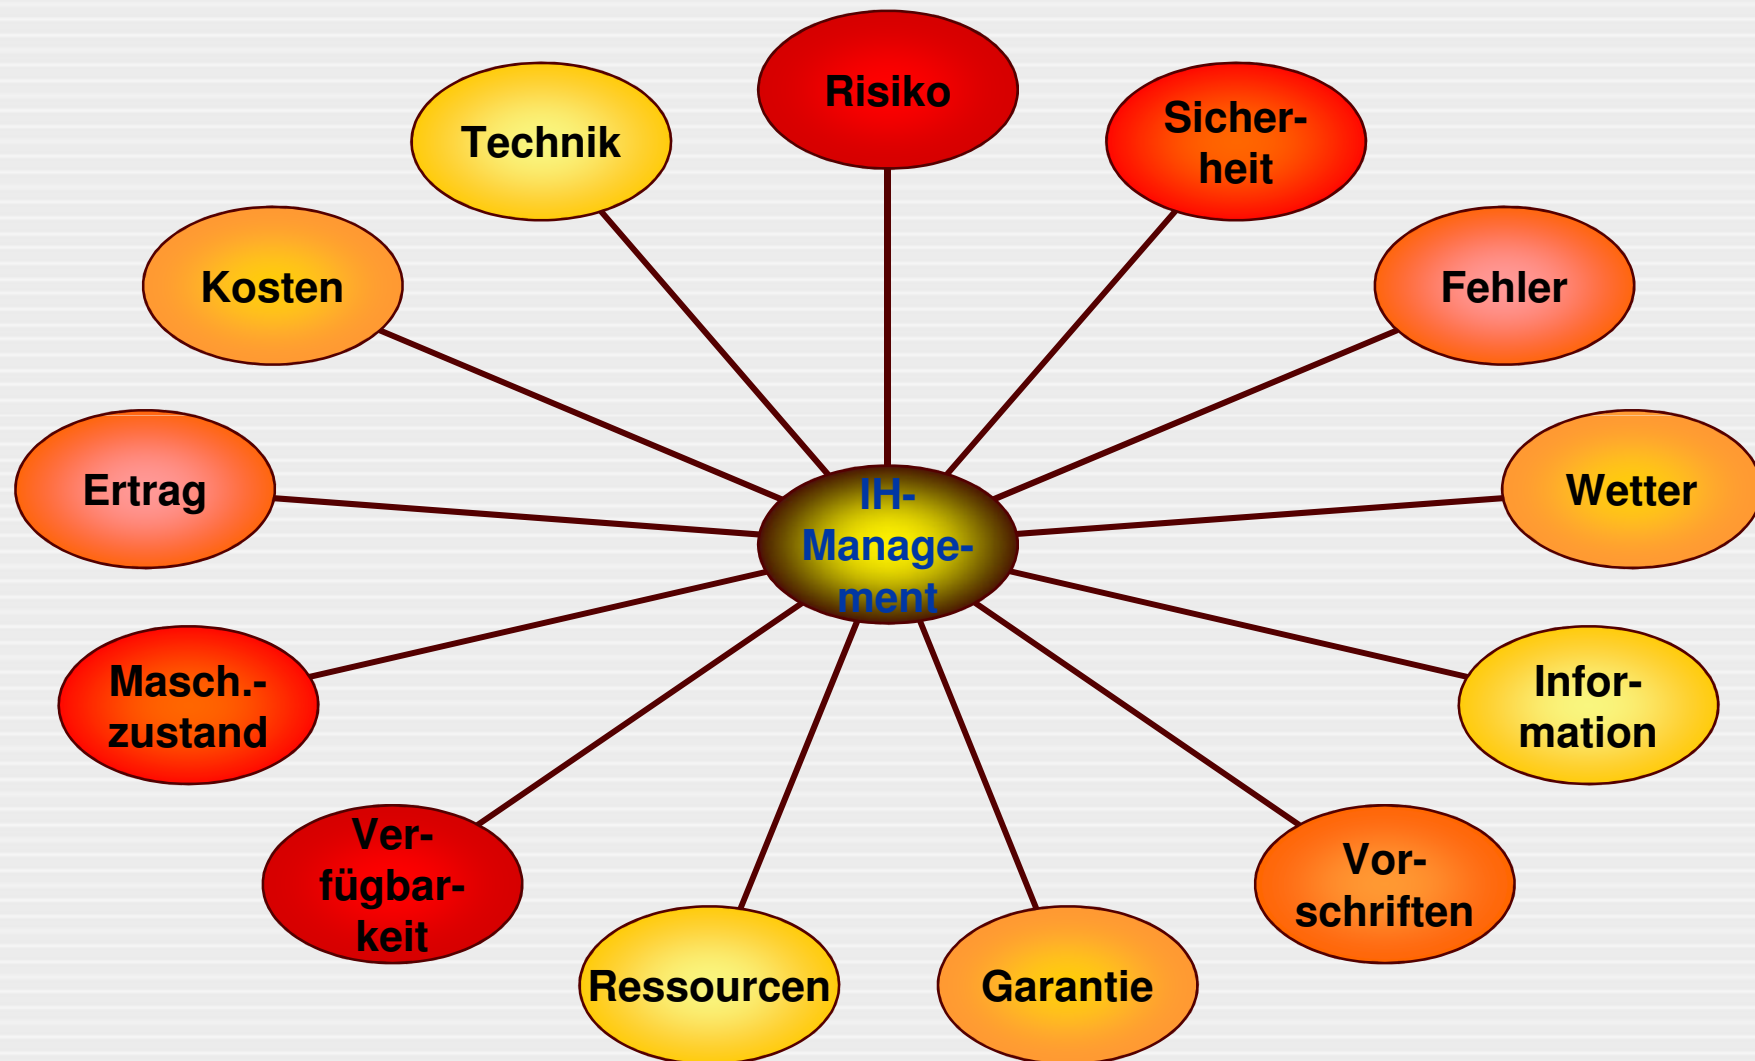 Risiko
Sicher-
heit
Fehler
Wetter
Infor-
mation
Vor-
schriften
Garantie
Ressourcen
Ver-
fügbar-
keit
Masch.-
zustand
Ertrag
Kosten
Technik
IH-
Manage-
ment